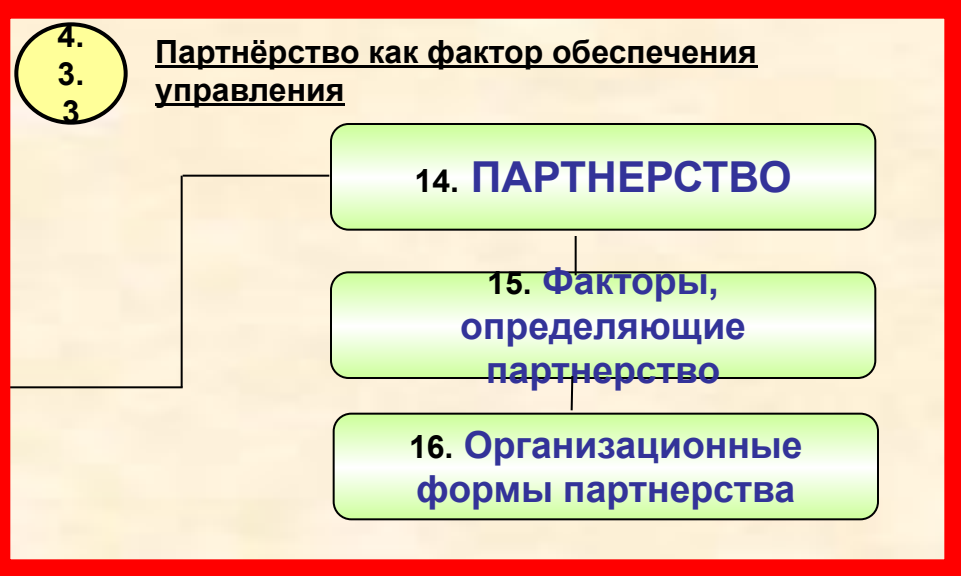 4.
3.
3
Партнёрство как фактор обеспечения
управления
14. ПАРТНЕРСТВО
15. Факторы,
определяющие
партнерство
16. Организационные
формы партнерства